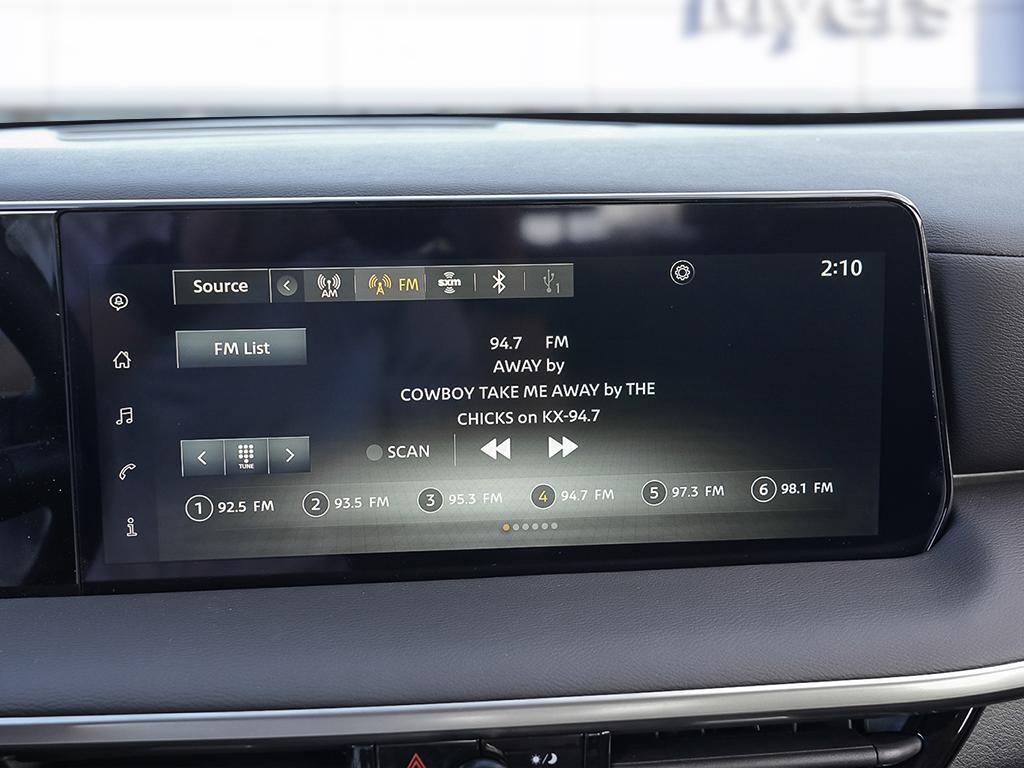 Myers
2:10
Source
AM
FM
sxm
1
FM List
94.7 FM
AWAY by
COWBOY TAKE ME AWAY by THE
CHICKS on KX-94.7
TUNE
SCAN
1 92.5 FM
2 93.5 FM
3 95.3 FM
4 94.7 FM
5 97.3 FM
6 98.1 FM
i